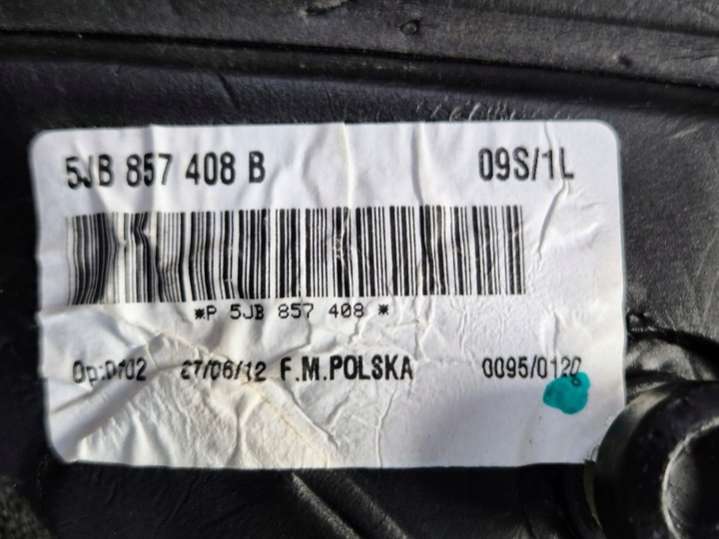 5JB 857 408 B 09S/1L
*P 5JB 857 408 *
Op:0102 27/06/12 F.M.POLSKA 0095/0120